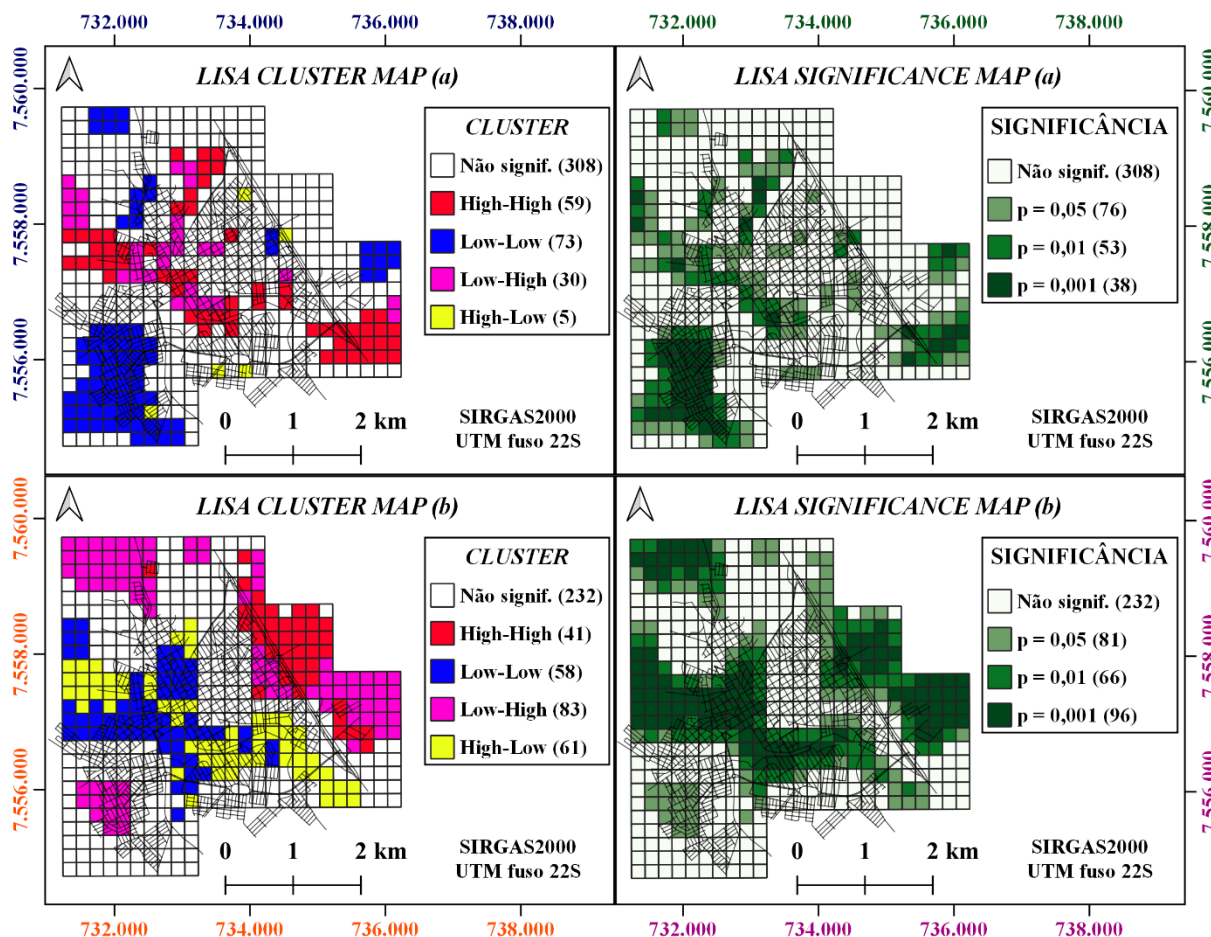 732.000 734.000 736.000 738.000
732.000 734.000 736.000 738.000
7.560.000
7.558.000
7.556.000
LISA CLUSTER MAP (a)
CLUSTER
Não signif. (308)
High-High (59)
Low-Low (73)
Low-High (30)
High-Low (5)
0 1 2 km
SIRGAS2000
UTM fuso 22S
LISA SIGNIFICANCE MAP (a)
SIGNIFICÂNCIA
Não signif. (308)
p = 0,05 (76)
p = 0,01 (53)
p = 0,001 (38)
0 1 2 km
SIRGAS2000
UTM fuso 22S
7.560.000
7.558.000
7.556.000
7.560.000
7.558.000
7.556.000
LISA CLUSTER MAP (b)
CLUSTER
Não signif. (232)
High-High (41)
Low-Low (58)
Low-High (83)
High-Low (61)
0 1 2 km
SIRGAS2000
UTM fuso 22S
LISA SIGNIFICANCE MAP (b)
SIGNIFICÂNCIA
Não signif. (232)
p = 0,05 (81)
p = 0,01 (66)
p = 0,001 (96)
0 1 2 km
SIRGAS2000
UTM fuso 22S
7.560.000
7.558.000
7.556.000
732.000 734.000 736.000 738.000
732.000 734.000 736.000 738.000